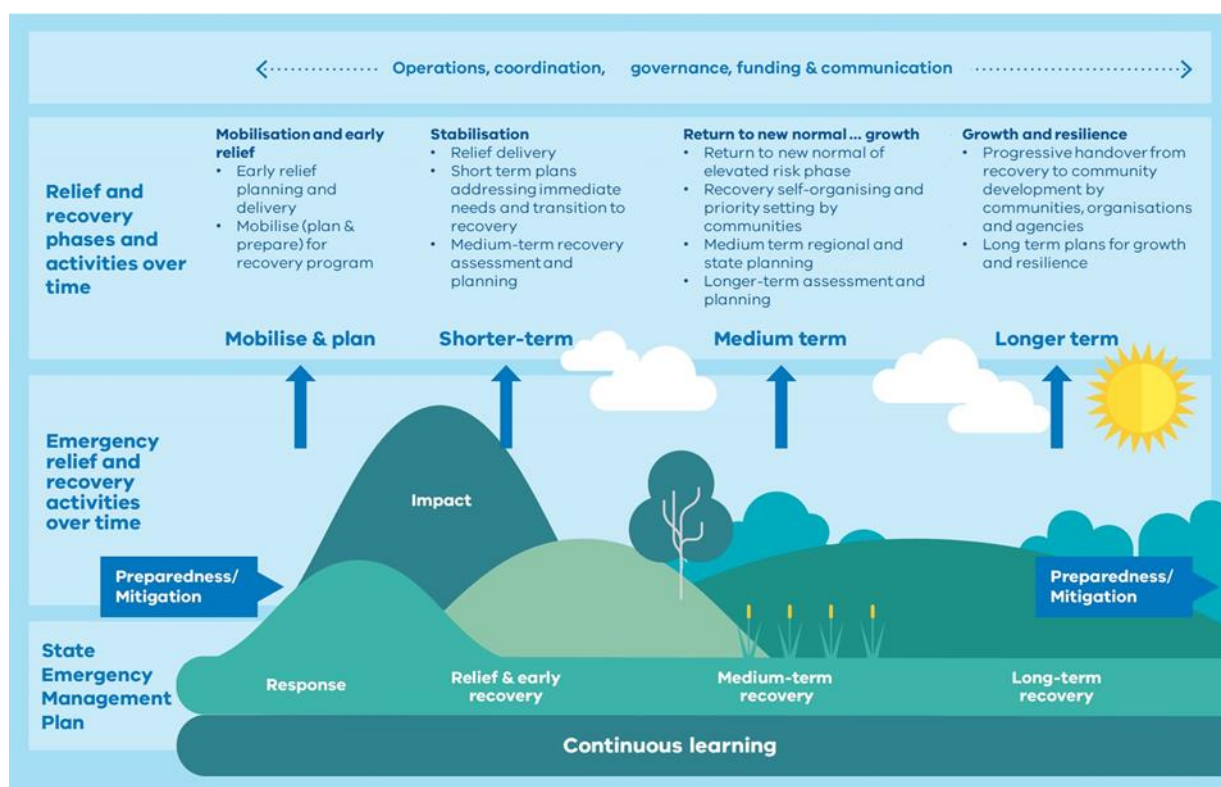 Operations, coordination, governance, funding & communication
Relief and
recovery
phases and
activities over
time
Mobilisation and early
relief
• Early relief
planning and
delivery
• Mobilise (plan &
prepare) for
recovery program
Mobilise & plan
Stabilisation
• Relief delivery
• Short term plans
addressing immediate
needs and transition to
recovery
• Medium-term recovery
assessment and
planning
Shorter-term
Return to new normal ... growth
• Return to new normal of
elevated risk phase
• Recovery self-organising and
priority setting by
communities
• Medium term regional and
state planning
• Longer-term assessment and
planning
Medium term
Growth and resilience
• Progressive handover from
recovery to community
development by
communities, organisations
and agencies
• Long term plans for growth
and resilience
Longer term
Emergency
relief and
recovery
activities
over time
Impact
Preparedness/
Mitigation
Preparedness/
Mitigation
State
Emergency
Management
Plan
Response
Relief & early
recovery
Medium-term
recovery
Long-term
recovery
Continuous learning